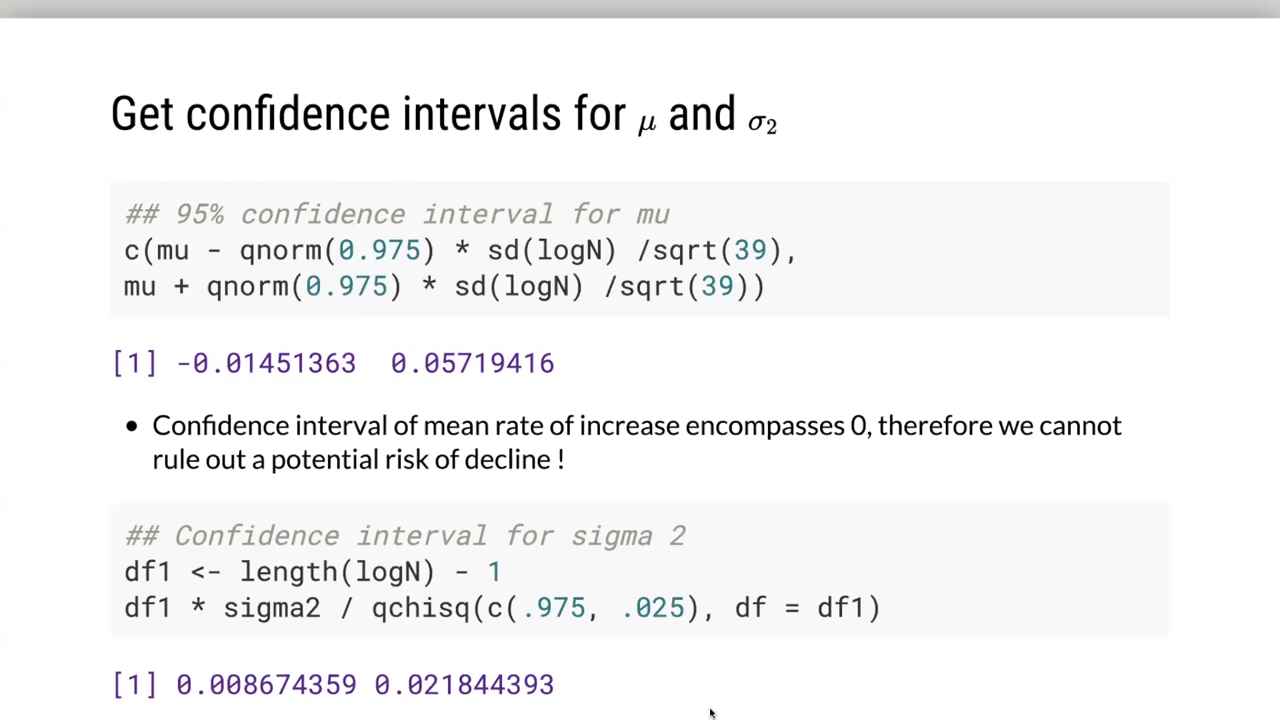 Get confidence intervals for μ and σ₂
## 95% confidence interval for mu
c(mu - qnorm(0.975) * sd(logN) /sqrt(39),
mu + qnorm(0.975) * sd(logN) /sqrt(39))
[1] -0.01451363 0.05719416
• Confidence interval of mean rate of increase encompasses 0, therefore we cannot
rule out a potential risk of decline !
## Confidence interval for sigma 2
df1 <- length(logN) - 1
df1 * sigma2 / qchisq(c(.975, .025), df = df1)
[1] 0.008674359 0.021844393